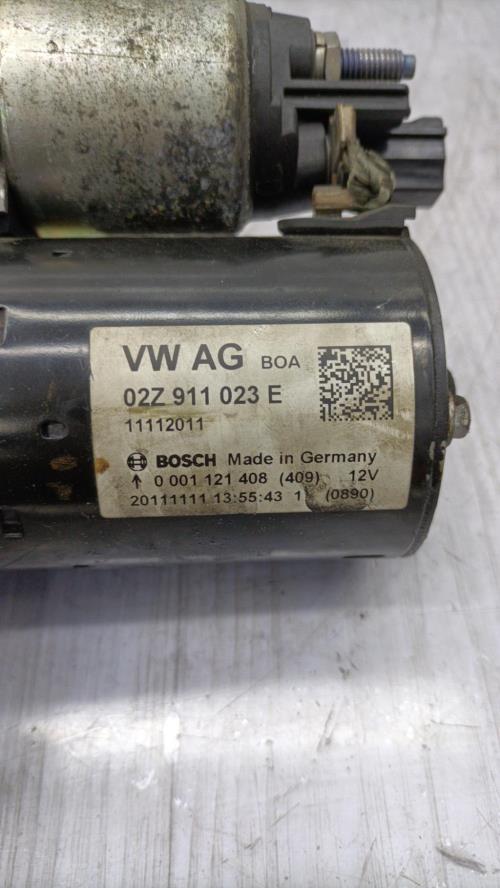 VW AG BOA
02Z 911 023 E
11112011
BOSCH Made in Germany
↑ 0 001 121 408 (409) 12V
20111111 13:55:43 1 (0890)